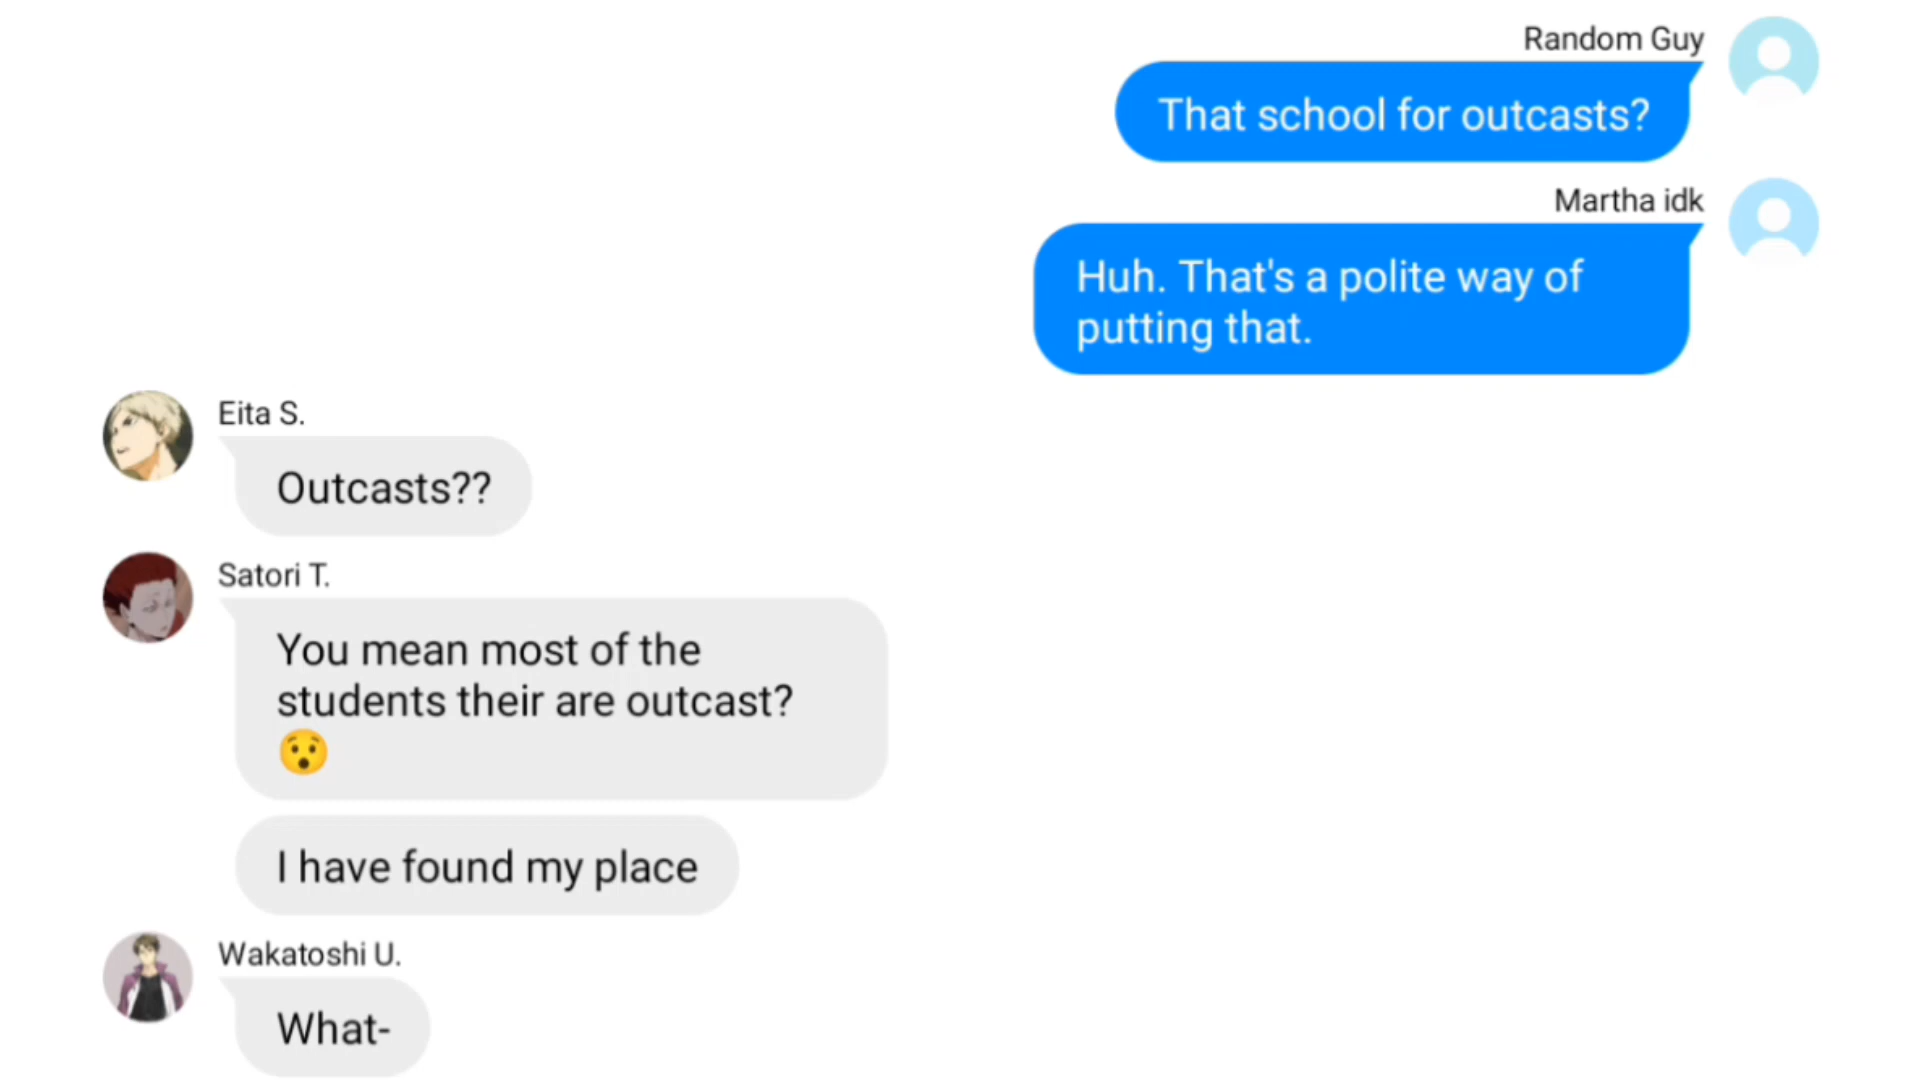 Random Guy
That school for outcasts?
Martha idk
Huh. That's a polite way of
putting that.
Eita S.
Outcasts??
Satori T.
You mean most of the
students their are outcast?
😯
I have found my place
Wakatoshi U.
What-